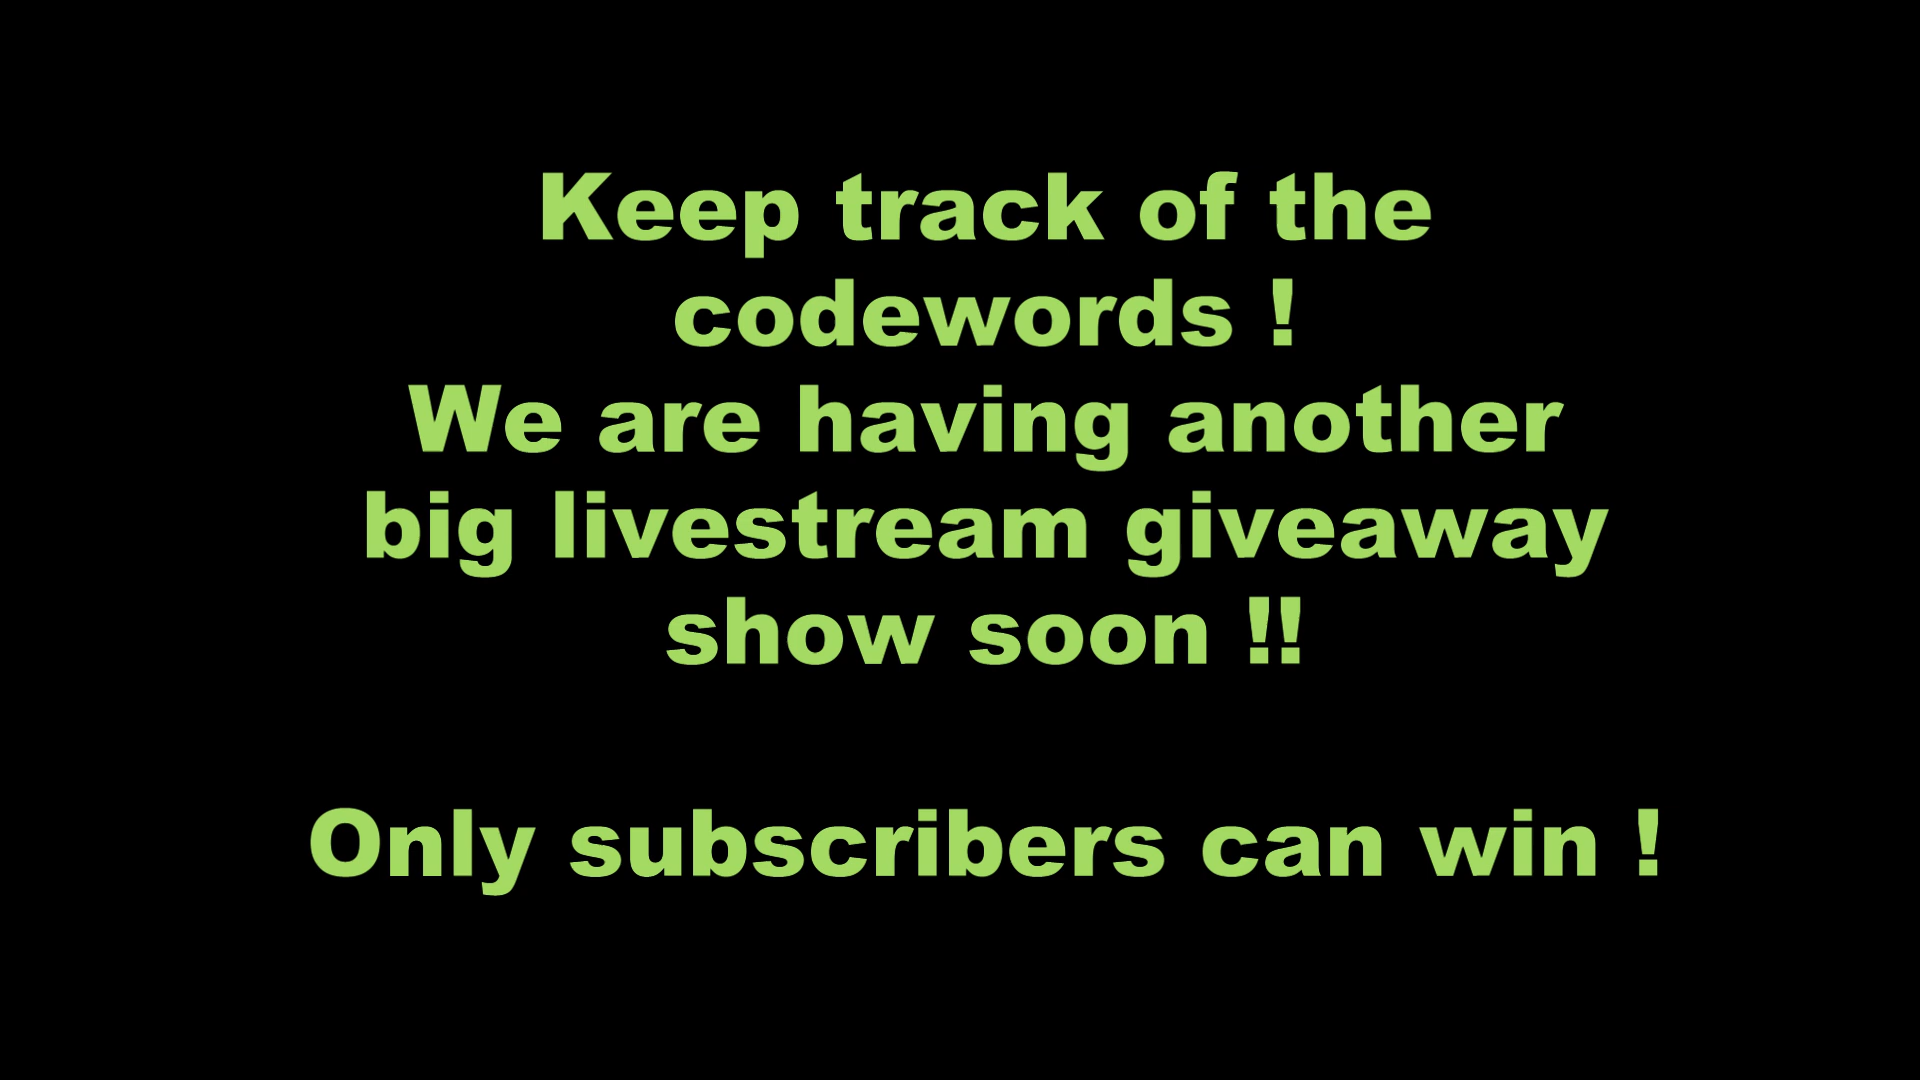 Keep track of the
codewords !
We are having another
big livestream giveaway
show soon !!
Only subscribers can win !